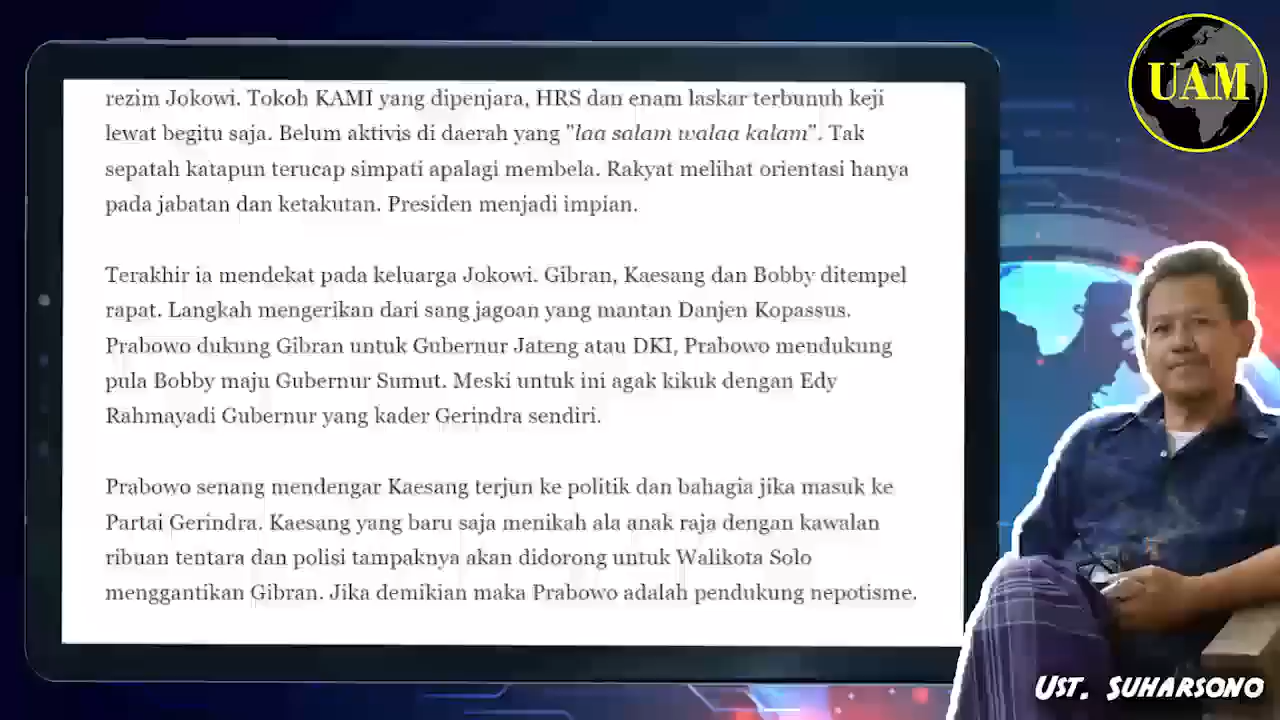 UAM
rezim Jokowi. Tokoh KAMI yang dipenjara, HRS dan enam laskar terbunuh keji
lewat begitu saja. Belum aktivis di daerah yang "laa salam walaa kalam". Tak
sepatah katapun terucap simpati apalagi membela. Rakyat melihat orientasi hanya
pada jabatan dan ketakutan. Presiden menjadi impian.
Terakhir ia mendekat pada keluarga Jokowi. Gibran, Kaesang dan Bobby ditempel
rapat. Langkah mengerikan dari sang jagoan yang mantan Danjen Kopassus.
Prabowo dukung Gibran untuk Gubernur Jateng atau DKI, Prabowo mendukung
pula Bobby maju Gubernur Sumut. Meski untuk ini agak kikuk dengan Edy
Rahmayadi Gubernur yang kader Gerindra sendiri.
Prabowo senang mendengar Kaesang terjun ke politik dan bahagia jika masuk ke
Partai Gerindra. Kaesang yang baru saja menikah ala anak raja dengan kawalan
ribuan tentara dan polisi tampaknya akan didorong untuk Walikota Solo
menggantikan Gibran. Jika demikian maka Prabowo adalah pendukung nepotisme.
UST. SUHARSONO